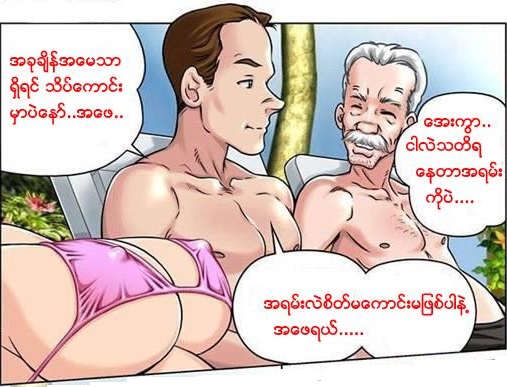 အခုချိန်အမေသာ
ရှိရင် သိပ်ကောင်း
မှာပဲနော်..အဖေ..
အေးကွာ..
ငါလဲသတိရ
နေတာအရမ်း
ကိုပဲ....
အရမ်းလဲစိတ်မကောင်းမဖြစ်ပါနဲ့
အဖေရယ်.....